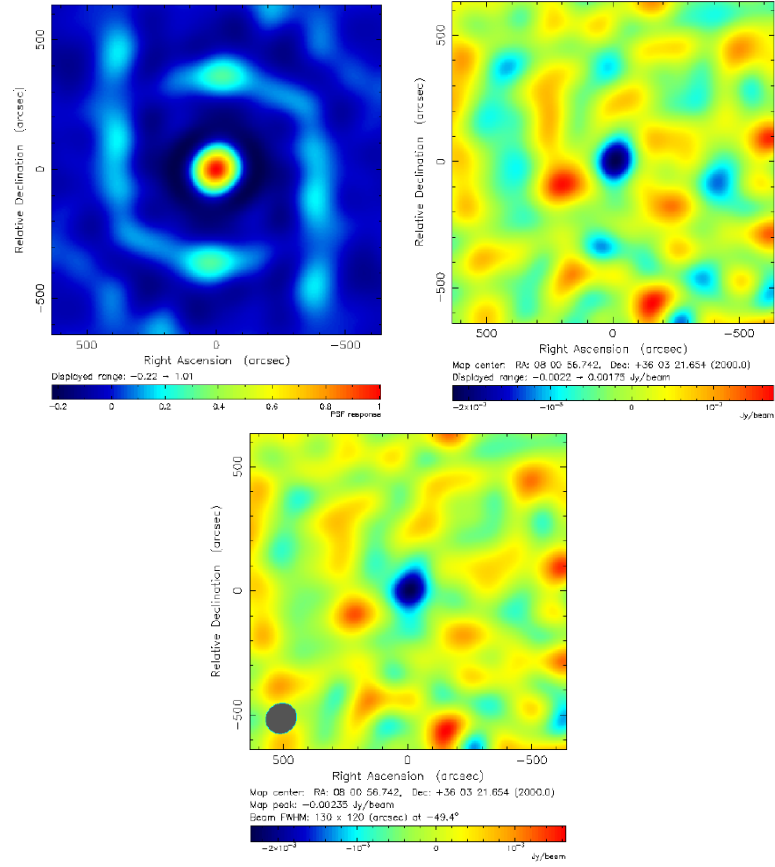 500
0
−500
Relative Declination (arcsec)
500 0 −500
Right Ascension (arcsec)
Displayed range: −0.22 → 1.01
−0.2 0 0.2 0.4 0.6 0.8 1
PSF response
500
0
−500
Relative Declination (arcsec)
500 0 −500
Right Ascension (arcsec)
Map center: RA: 08 00 56.742, Dec: +36 03 21.654 (2000.0)
Displayed range: −0.0022 → 0.00175 Jy/beam
−2×10⁻³ −10⁻³ 0 10⁻³
Jy/beam
500
0
−500
Relative Declination (arcsec)
500 0 −500
Right Ascension (arcsec)
Map center: RA: 08 00 56.742, Dec: +36 03 21.654 (2000.0)
Map peak: −0.00235 Jy/beam
Beam FWHM: 130 x 120 (arcsec) at −49.4°
−2×10⁻³ −10⁻³ 0 10⁻³
Jy/beam